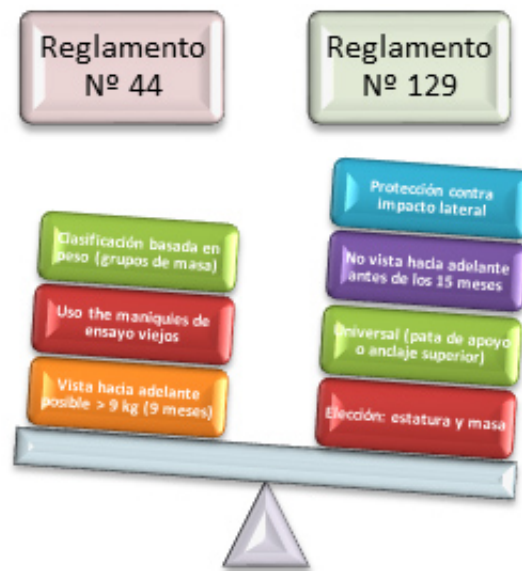 Reglamento
Nº 44
Reglamento
Nº 129
Clasificación basada en
peso (grupos de masa)
Uso the maniquies de
ensayo viejos
Vista hacia adelante
posible > 9 kg (9 meses)
Protección contra
impacto lateral
No vista hacia adelante
antes de los 15 meses
Universal (pata de apoyo
o anclaje superior)
Elección: estatura y masa